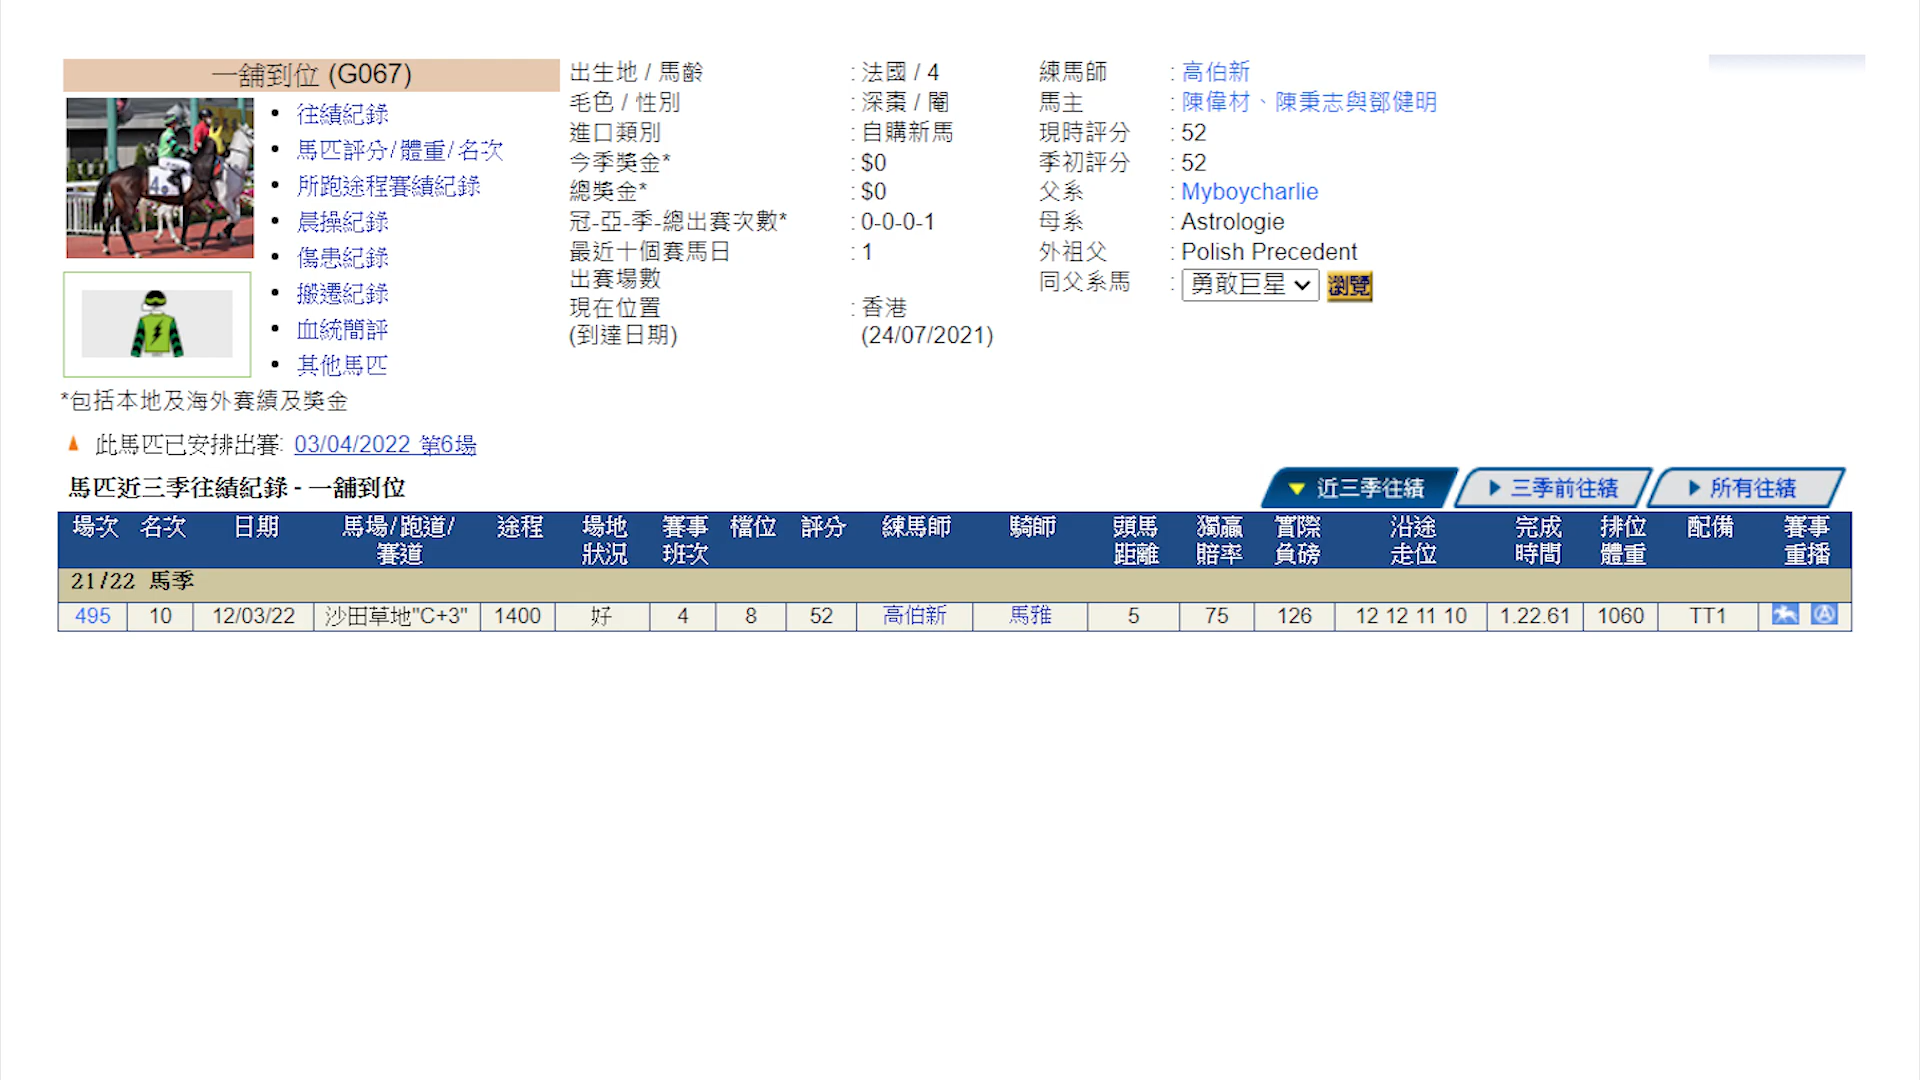 一舖到位 (G067)
往績紀錄
馬匹評分/體重/名次
所跑途程賽績紀錄
晨操紀錄
傷患紀錄
搬遷紀錄
血統簡評
其他馬匹
出生地 / 馬齡 : 法國 / 4
毛色 / 性別 : 深棗 / 閹
進口類別 : 自購新馬
今季獎金* : $0
總獎金* : $0
冠-亞-季-總出賽次數* : 0-0-0-1
最近十個賽馬日 : 1
出賽場數
現在位置 : 香港
(到達日期) (24/07/2021)
練馬師 : 高伯新
馬主 : 陳偉材、陳秉志與鄧健明
現時評分 : 52
季初評分 : 52
父系 : Myboycharlie
母系 : Astrologie
外祖父 : Polish Precedent
同父系馬 : 勇敢巨星 瀏覽
*包括本地及海外賽績及獎金
此馬匹已安排出賽: 03/04/2022 第6場
馬匹近三季往績紀錄 - 一舖到位
近三季往績 三季前往績 所有往績
場次 名次 日期 馬場/跑道/賽道 途程 場地狀況 賽事班次 檔位 評分 練馬師 騎師 頭馬距離 獨贏賠率 實際負磅 沿途走位 完成時間 排位體重 配備 賽事重播
21/22 馬季
495 10 12/03/22 沙田草地"C+3" 1400 好 4 8 52 高伯新 馬雅 5 75 126 12 12 11 10 1.22.61 1060 TT1